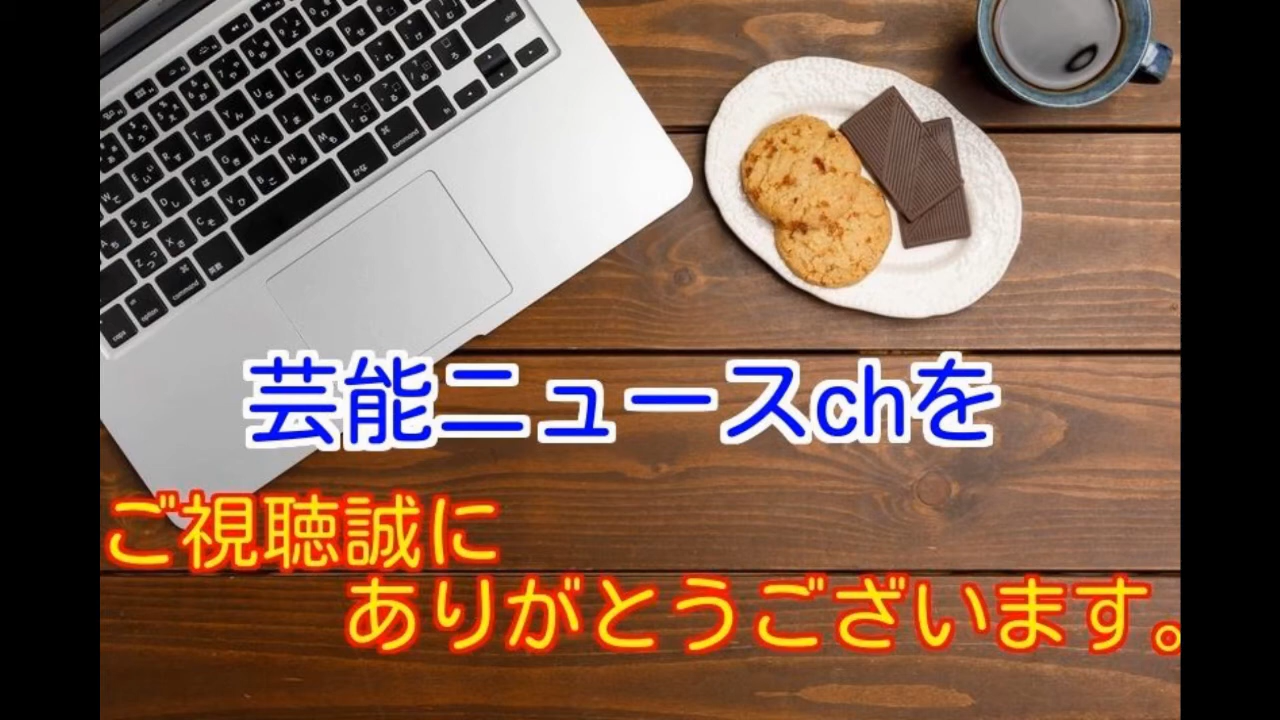 芸能ニュースchを
ご視聴誠に
ありがとうございます。